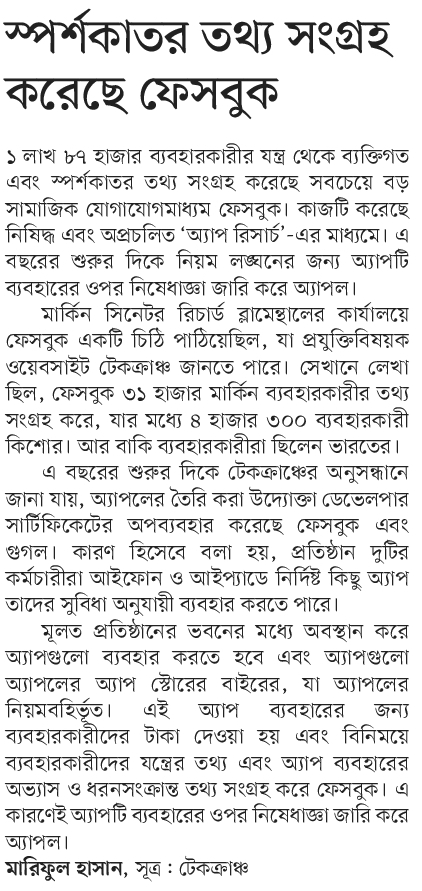 স্পর্শকাতর তথ্য সংগ্রহ
করেছে ফেসবুক
১ লাখ ৮৭ হাজার ব্যবহারকারীর যন্ত্র থেকে ব্যক্তিগত
এবং স্পর্শকাতর তথ্য সংগ্রহ করেছে সবচেয়ে বড়
সামাজিক যোগাযোগমাধ্যম ফেসবুক। কাজটি করেছে
নিষিদ্ধ এবং অপ্রচলিত ‘অ্যাপ রিসার্চ’-এর মাধ্যমে। এ
বছরের শুরুর দিকে নিয়ম লঙ্ঘনের জন্য অ্যাপটি
ব্যবহারের ওপর নিষেধাজ্ঞা জারি করে অ্যাপল।
মার্কিন সিনেটর রিচার্ড ব্লামেন্থালের কার্যালয়ে
ফেসবুক একটি চিঠি পাঠিয়েছিল, যা প্রযুক্তিবিষয়ক
ওয়েবসাইট টেকক্রাঞ্চ জানতে পারে। সেখানে লেখা
ছিল, ফেসবুক ৩১ হাজার মার্কিন ব্যবহারকারীর তথ্য
সংগ্রহ করে, যার মধ্যে ৪ হাজার ৩০০ ব্যবহারকারী
কিশোর। আর বাকি ব্যবহারকারীরা ছিলেন ভারতের।
এ বছরের শুরুর দিকে টেকক্রাঞ্চের অনুসন্ধানে
জানা যায়, অ্যাপলের তৈরি করা উদ্যোক্তা ডেভেলপার
সার্টিফিকেটের অপব্যবহার করেছে ফেসবুক এবং
গুগল। কারণ হিসেবে বলা হয়, প্রতিষ্ঠান দুটির
কর্মচারীরা আইফোন ও আইপ্যাডে নির্দিষ্ট কিছু অ্যাপ
তাদের সুবিধা অনুযায়ী ব্যবহার করতে পারে।
মূলত প্রতিষ্ঠানের ভবনের মধ্যে অবস্থান করে
অ্যাপগুলো ব্যবহার করতে হবে এবং অ্যাপগুলো
অ্যাপলের অ্যাপ স্টোরের বাইরের, যা অ্যাপলের
নিয়মবহির্ভূত। এই অ্যাপ ব্যবহারের জন্য
ব্যবহারকারীদের টাকা দেওয়া হয় এবং বিনিময়ে
ব্যবহারকারীদের যন্ত্রের তথ্য এবং অ্যাপ ব্যবহারের
অভ্যাস ও ধরনসংক্রান্ত তথ্য সংগ্রহ করে ফেসবুক। এ
কারণেই অ্যাপটি ব্যবহারের ওপর নিষেধাজ্ঞা জারি করে
অ্যাপল।
মারিফুল হাসান, সূত্র : টেকক্রাঞ্চ